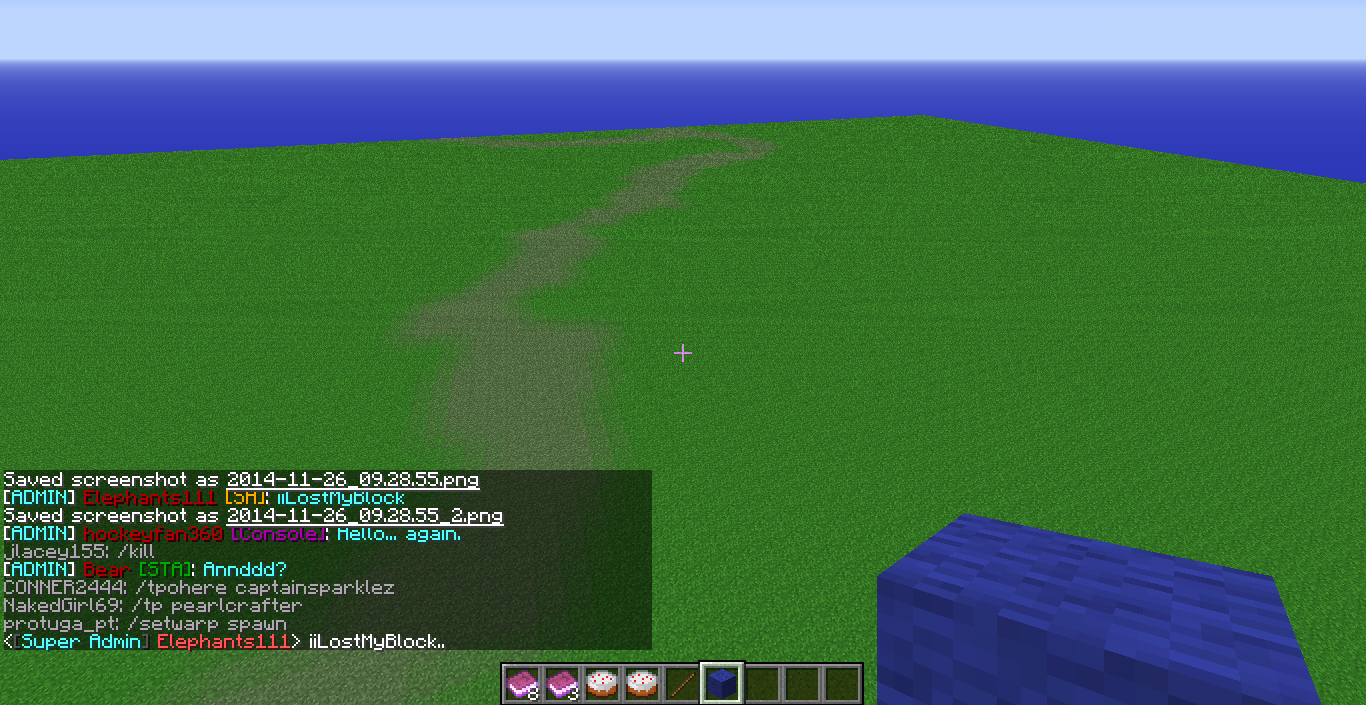 Saved screenshot as 2014-11-26_09.28.55.png
[ADMIN] Elephants111 [SA]: iiLostMyBlock
Saved screenshot as 2014-11-26_09.28.55_2.png
[ADMIN] hockeyfan360 [Console]: Hello... again.
jlacey155: /kill
[ADMIN] Bear [STA]: Annddd?
CONNER2444: /tpohere captainsparklez
NakedGirl69: /tp pearlcrafter
protuga_pt: /setwarp spawn
<[Super Admin] Elephants111> iiLostMyBlock..
8 3